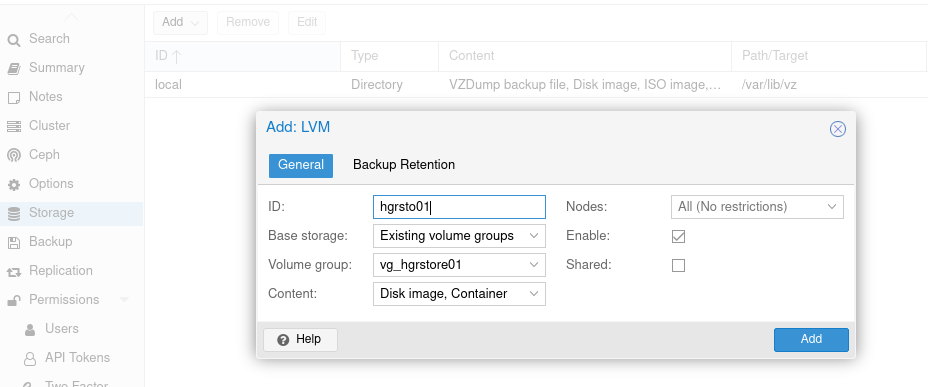 Add Remove Edit
Search
Summary
Notes
Cluster
Ceph
Options
Storage
Backup
Replication
Permissions
Users
API Tokens
Two Factor
ID ↑ Type Content Path/Target
local Directory VZDump backup file, Disk image, ISO image,... /var/lib/vz
Add: LVM
General Backup Retention
ID: hgrsto01 Nodes: All (No restrictions)
Base storage: Existing volume groups Enable:
Volume group: vg_hgrstore01 Shared:
Content: Disk image, Container
Help Add